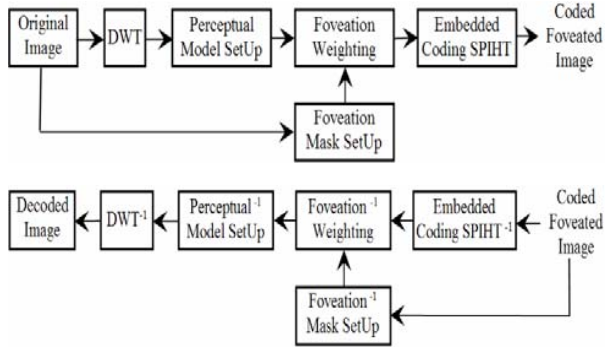 Original
Image
DWT
Perceptual
Model SetUp
Foveation
Weighting
Embedded
Coding SPIHT
Coded
Foveated
Image
Foveation
Mask SetUp
Decoded
Image
DWT-1
Perceptual-1
Model SetUp
Foveation-1
Weighting
Embedded
Coding SPIHT-1
Coded
Foveated
Image
Foveation-1
Mask SetUp